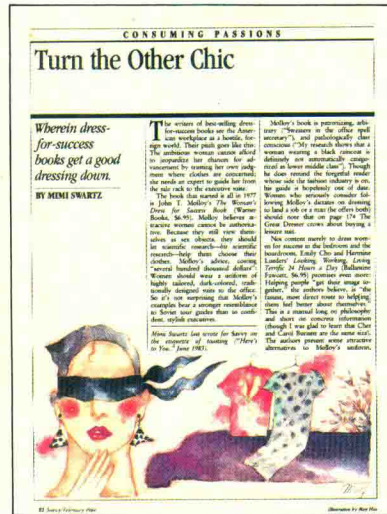 CONSUMING PASSIONS
Turn the Other Chic
Wherein dress-
for-success
books get a good
dressing down.
BY MIMI SWARTZ
The writers of best-selling dress-
for-success books see the Amer-
ican workplace as a hostile, for-
eign world. Their pitch goes like this:
The ambitious woman cannot afford
to jeopardize her chances for ad-
vancement by trusting her own judg-
ment where clothes are concerned;
she needs an expert to guide her from
the rack to the executive suite.
The book that started it all in 1977
is John T. Molloy's The Woman's
Dress for Success Book (Warner
Books, $6.95). Molloy believes at-
tractive women cannot be authorita-
tive. Because they still view them-
selves as sex objects, they should
let scientific research—his scientific
research—help them choose their
clothes. Molloy's advice, costing
"several hundred thousand dollars":
Women should wear a uniform of
highly tailored, dark-colored, tradi-
tionally designed suits to the office.
So it's not surprising that Molloy's
examples bear a stronger resemblance
to Soviet tour guides than to confi-
dent, stylish executives.
Mimi Swartz last wrote for Savvy on
the etiquette of toasting ("Here's
to You," June 1985).
Molloy's book is patronizing, arbi-
trary ("Sweaters in the office spell
secretary"), and pathologically class
conscious ("My research shows that a
woman wearing a black raincoat is
definitely not automatically catego-
rized as lower middle class"). Though
he does remind the forgetful reader
whose side the fashion industry is on,
his guide is hopelessly out of date.
Women who seriously consider fol-
lowing Molloy's dictates on dressing
to land a job or a man (he offers both)
should note that on page 174 The
Great Dresser crows about buying a
leisure suit.
Not content merely to dress wom-
en for success in the bedroom and the
boardroom, Emily Cho and Hermine
Lueders' Looking, Working, Living
Terrific 24 Hours a Day (Ballantine
Fawcett, $6.95) promises even more:
Helping people "get their image to-
gether," the authors believe, is "the
fastest, most direct route to helping
them feel better about themselves."
This is a manual long on philosophy
and short on concrete information
(though I was glad to learn that Cher
and Carol Burnett are the same size).
The authors present some attractive
alternatives to Molloy's uniform,
82 Savvy/February 1986
Illustration by